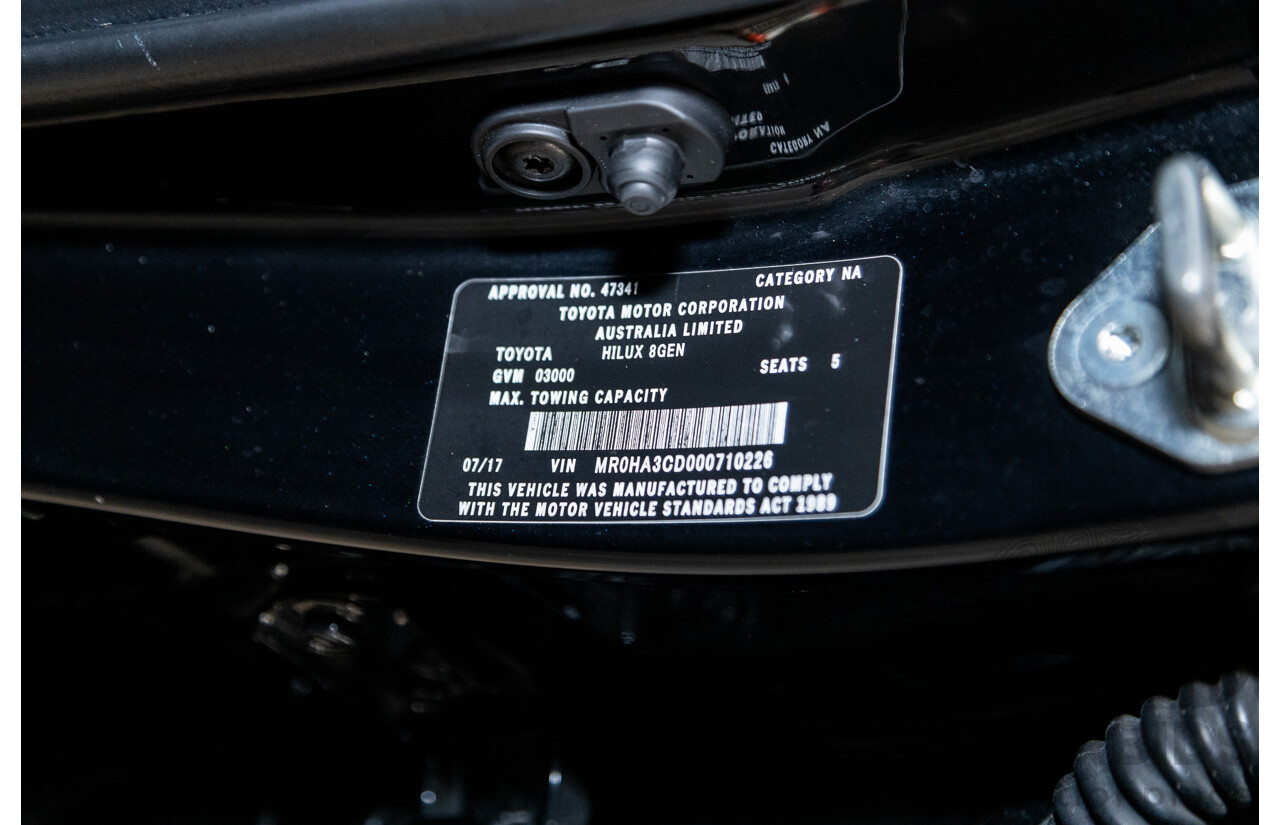 APPROVAL NO. 47341 CATEGORY NA
TOYOTA MOTOR CORPORATION
AUSTRALIA LIMITED
TOYOTA HILUX 8GEN
GVM 03000 SEATS 5
MAX. TOWING CAPACITY
07/17 VIN MR0HA3CD000710226
THIS VEHICLE WAS MANUFACTURED TO COMPLY
WITH THE MOTOR VEHICLE STANDARDS ACT 1989